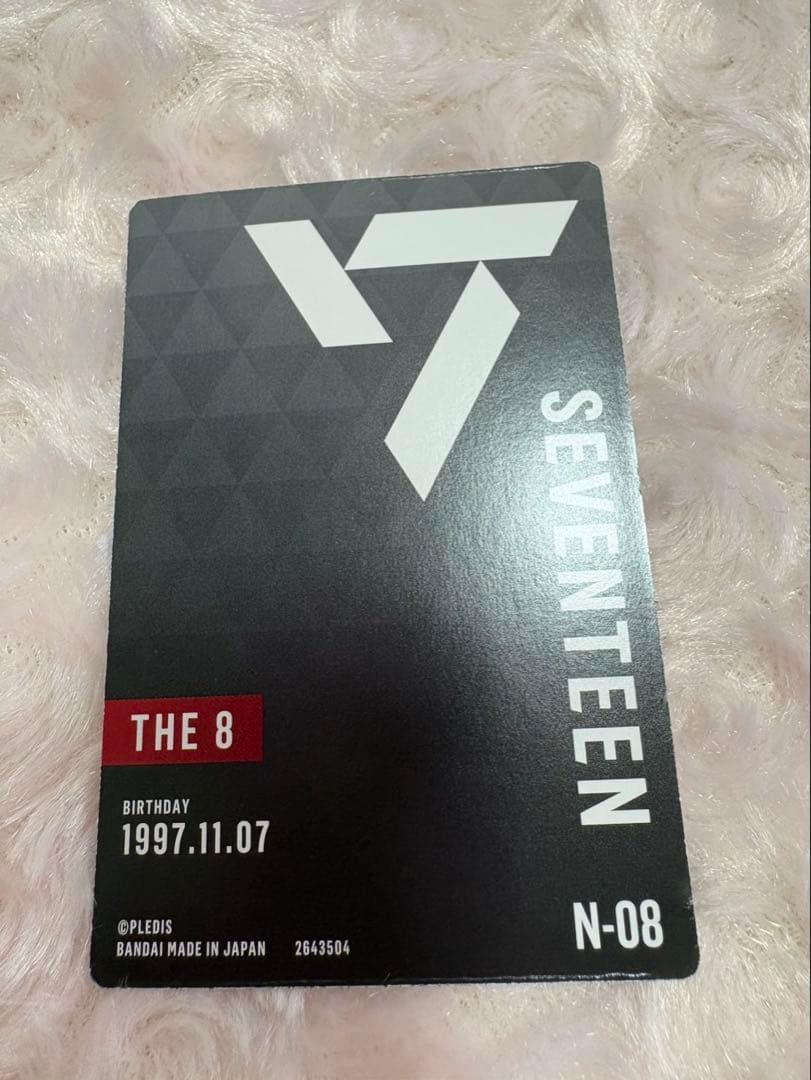 SEVENTEEN
THE 8
BIRTHDAY
1997.11.07
©PLEDIS
BANDAI MADE IN JAPAN 2643504
N-08